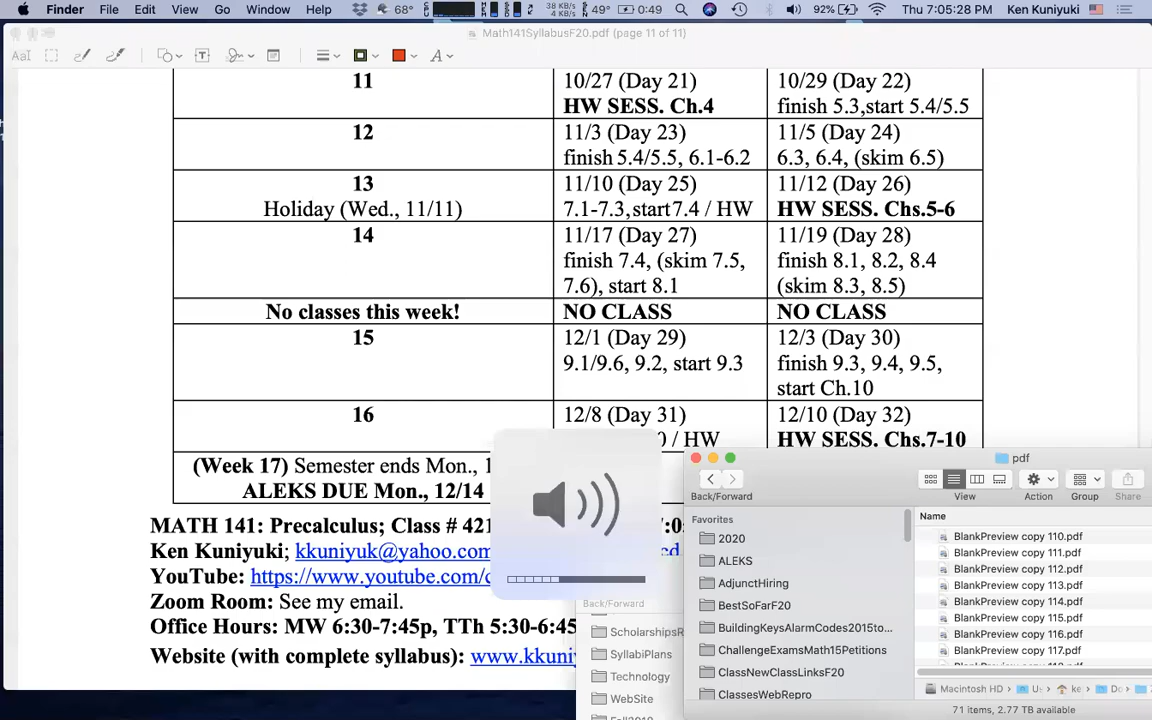 Finder File Edit View Go Window Help 68° 38 KB/s 4 KB/s 49° 0:49 92% Thu 7:05:28 PM Ken Kuniyuki
Math141SyllabusF20.pdf (page 11 of 11)
11 10/27 (Day 21) 10/29 (Day 22)
HW SESS. Ch.4 finish 5.3,start 5.4/5.5
12 11/3 (Day 23) 11/5 (Day 24)
finish 5.4/5.5, 6.1-6.2 6.3, 6.4, (skim 6.5)
13 11/10 (Day 25) 11/12 (Day 26)
Holiday (Wed., 11/11) 7.1-7.3,start7.4 / HW HW SESS. Chs.5-6
14 11/17 (Day 27) 11/19 (Day 28)
finish 7.4, (skim 7.5, finish 8.1, 8.2, 8.4
7.6), start 8.1 (skim 8.3, 8.5)
No classes this week! NO CLASS NO CLASS
15 12/1 (Day 29) 12/3 (Day 30)
9.1/9.6, 9.2, start 9.3 finish 9.3, 9.4, 9.5,
start Ch.10
16 12/8 (Day 31) 12/10 (Day 32)
0 / HW HW SESS. Chs.7-10
(Week 17) Semester ends Mon., 1
ALEKS DUE Mon., 12/14
MATH 141: Precalculus; Class # 421 7:0
Ken Kuniyuki; kkuniyuk@yahoo.com cd.
YouTube: https://www.youtube.com/c
Zoom Room: See my email.
Office Hours: MW 6:30-7:45p, TTh 5:30-6:45
Website (with complete syllabus): www.kkuniy
pdf
Back/Forward View Action Group Share
Favorites
2020
ALEKS
AdjunctHiring
BestSoFarF20
BuildingKeysAlarmCodes2015to...
ChallengeExamsMath15Petitions
ClassNewClassLinksF20
ClassesWebRepro
Name
BlankPreview copy 110.pdf
BlankPreview copy 111.pdf
BlankPreview copy 112.pdf
BlankPreview copy 113.pdf
BlankPreview copy 114.pdf
BlankPreview copy 115.pdf
BlankPreview copy 116.pdf
BlankPreview copy 117.pdf
Macintosh HD › Us › ke › Do ›
71 items, 2.77 TB available
Back/Forward
ScholarshipsR
SyllabiPlans
Technology
WebSite